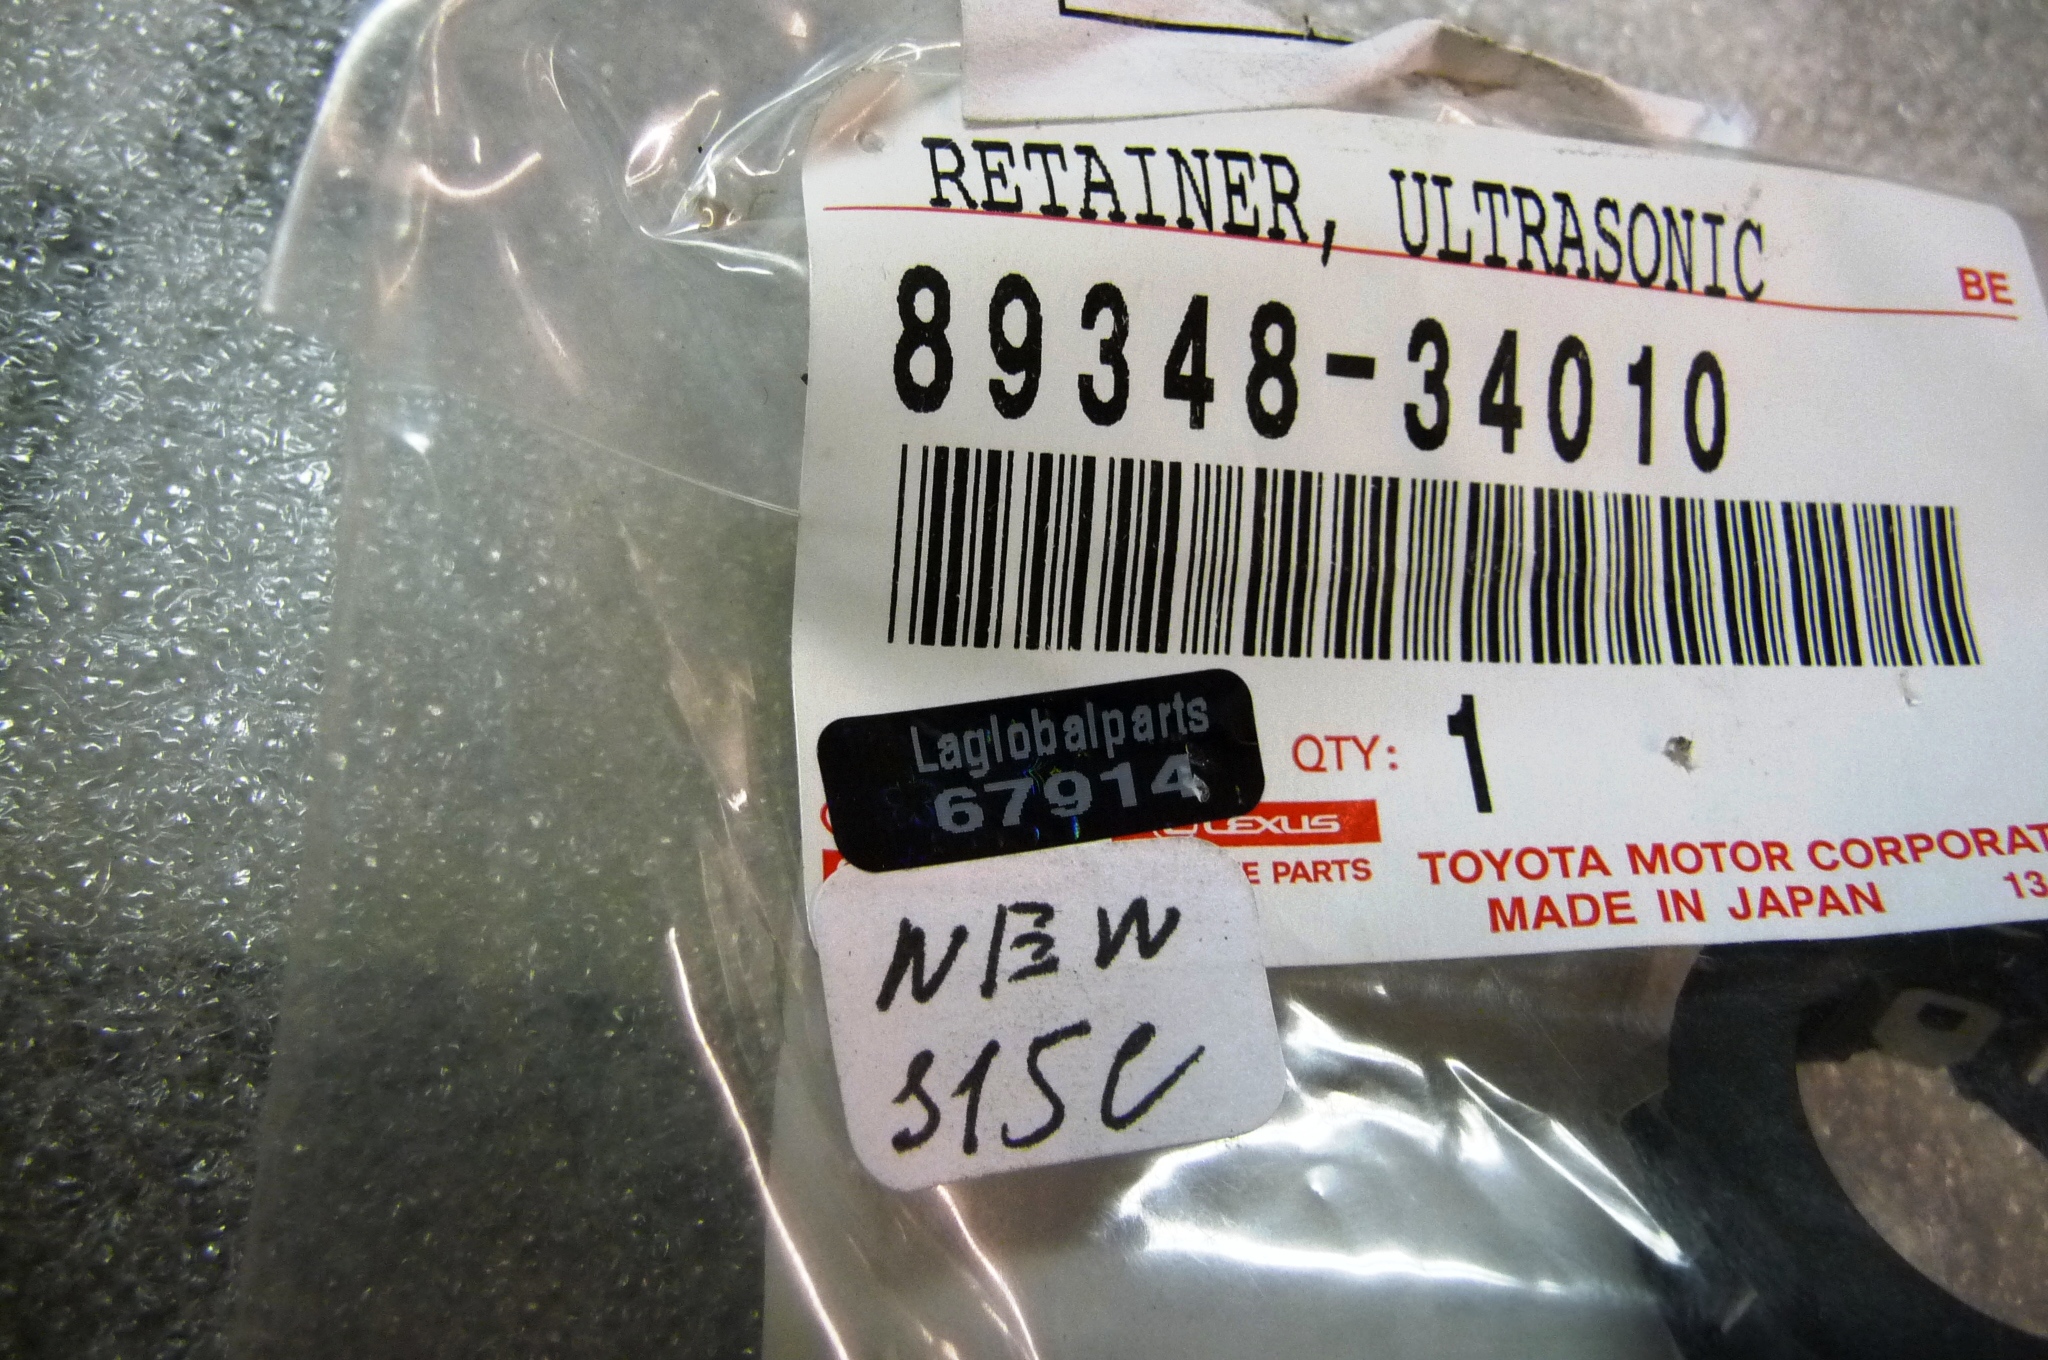 RETAINER, ULTRASONIC
BE
89348-34010
Laglobalparts
67914
QTY: 1
LEXUS
PARTS
TOYOTA MOTOR CORPORAT
MADE IN JAPAN
13
NEW
S15C